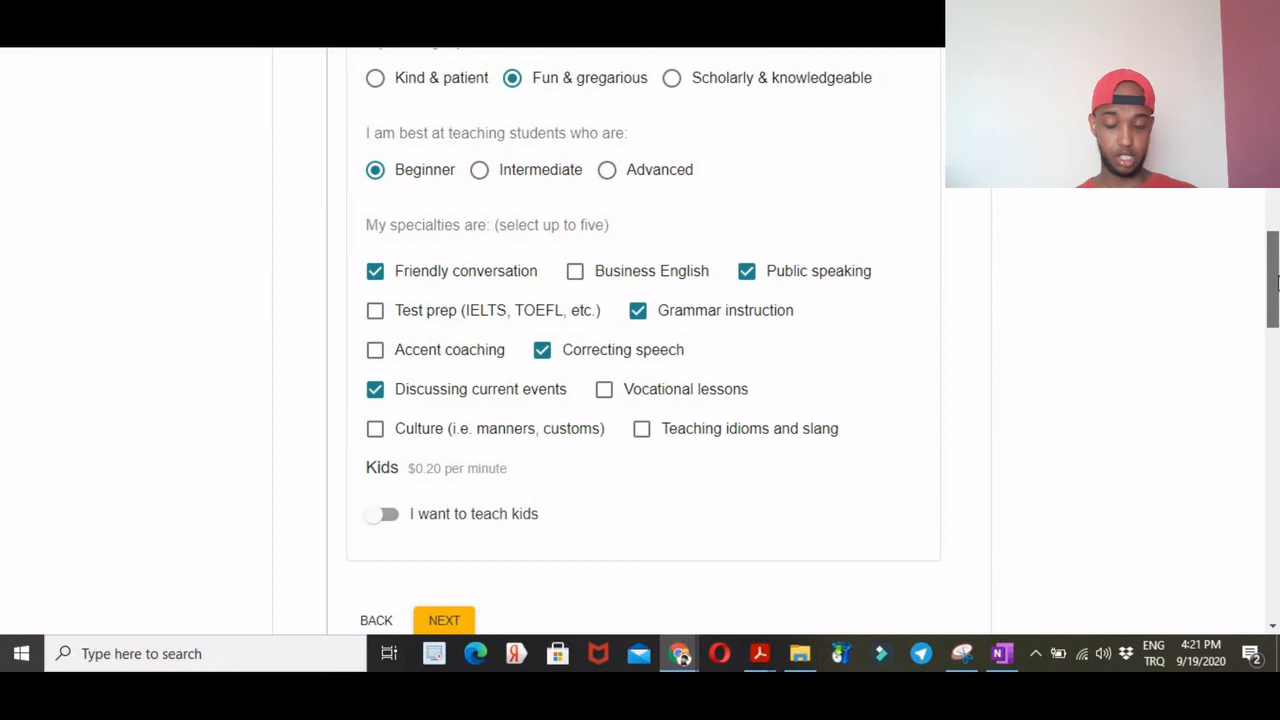 Kind & patient Fun & gregarious Scholarly & knowledgeable
I am best at teaching students who are:
Beginner Intermediate Advanced
My specialties are: (select up to five)
Friendly conversation Business English Public speaking
Test prep (IELTS, TOEFL, etc.) Grammar instruction
Accent coaching Correcting speech
Discussing current events Vocational lessons
Culture (i.e. manners, customs) Teaching idioms and slang
Kids $0.20 per minute
I want to teach kids
BACK NEXT
Type here to search
ENG 4:21 PM
TRQ 9/19/2020
2